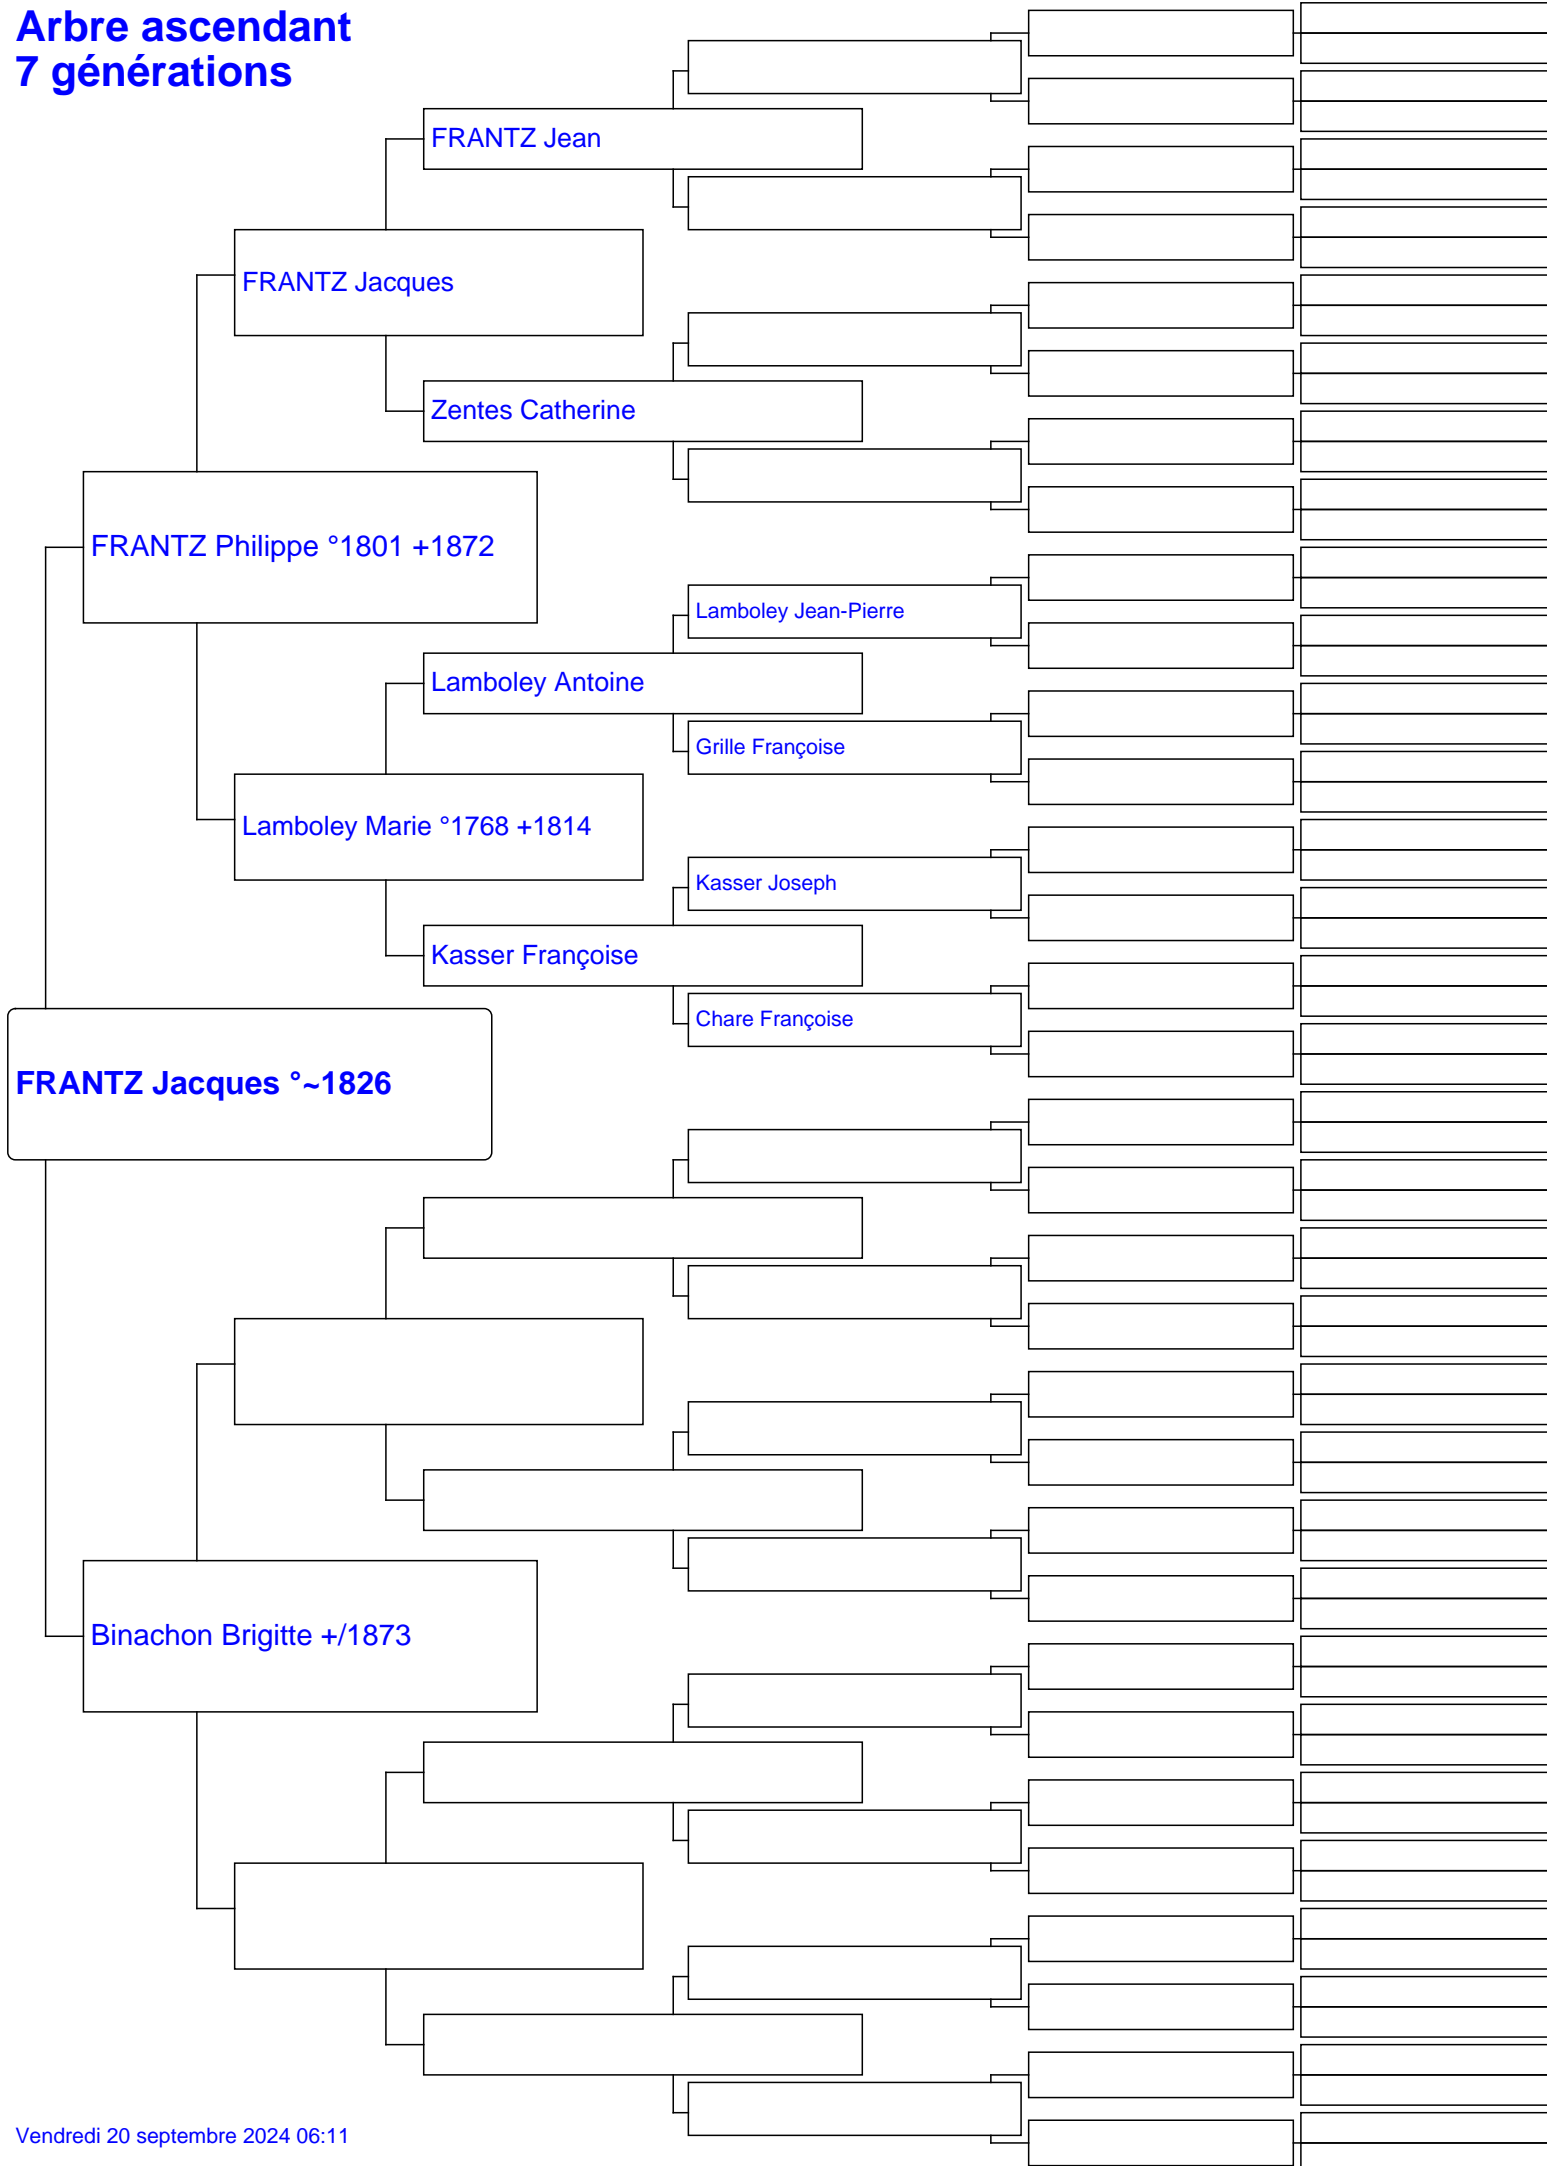 Arbre ascendant
7 générations
FRANTZ Jean
FRANTZ Jacques
Zentes Catherine
FRANTZ Philippe °1801 +1872
Lamboley Jean-Pierre
Lamboley Antoine
Grille Françoise
Lamboley Marie °1768 +1814
Kasser Joseph
Kasser Françoise
Chare Françoise
FRANTZ Jacques °~1826
Binachon Brigitte +/1873
Vendredi 20 septembre 2024 06:11